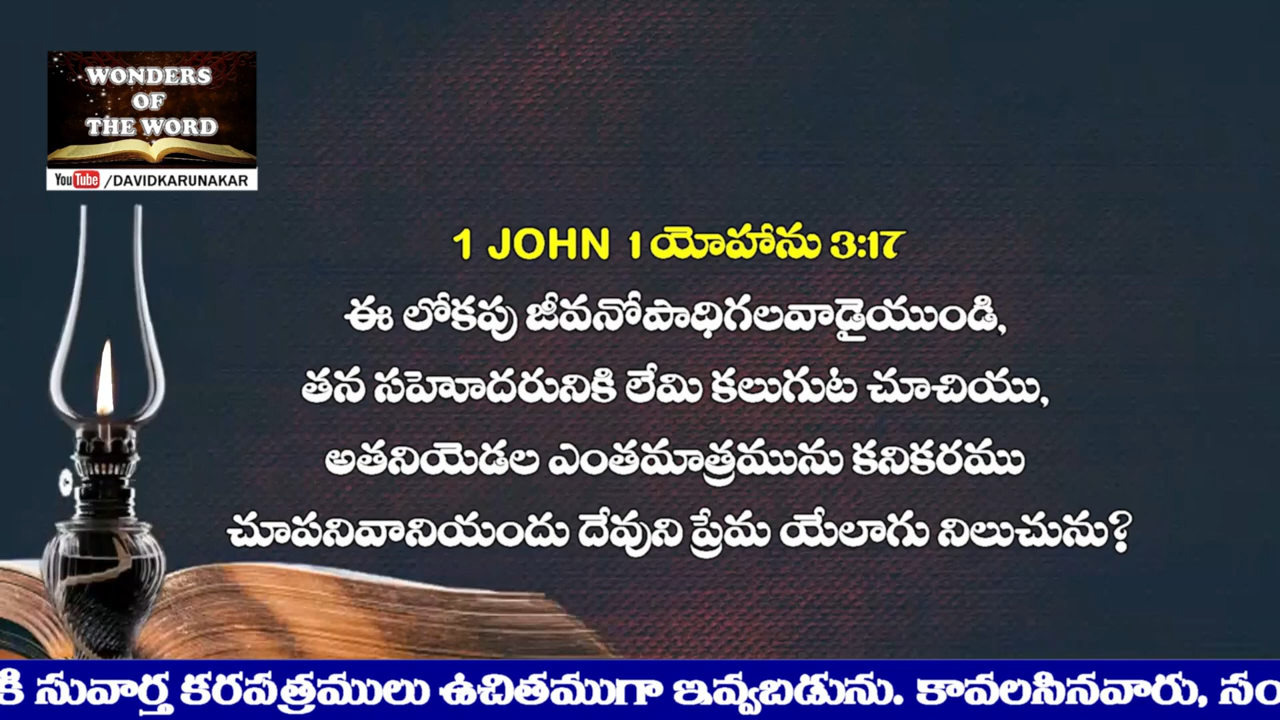 WONDERS
OF
THE WORD
YouTube /DAVIDKARUNAKAR
1 JOHN 1 యోహాను 3:17
ఈ లోకపు జీవనోపాధిగలవాడైయుండి,
తన సహెూదరునికి లేమి కలుగుట చూచియు,
అతనియెడల ఎంతమాత్రమును కనికరము
చూపనివానియందు దేవుని ప్రేమ యేలాగు నిలుచును?
కి సువార్త కరపత్రములు ఉచితముగా ఇవ్వబడును. కావలసినవారు, సం